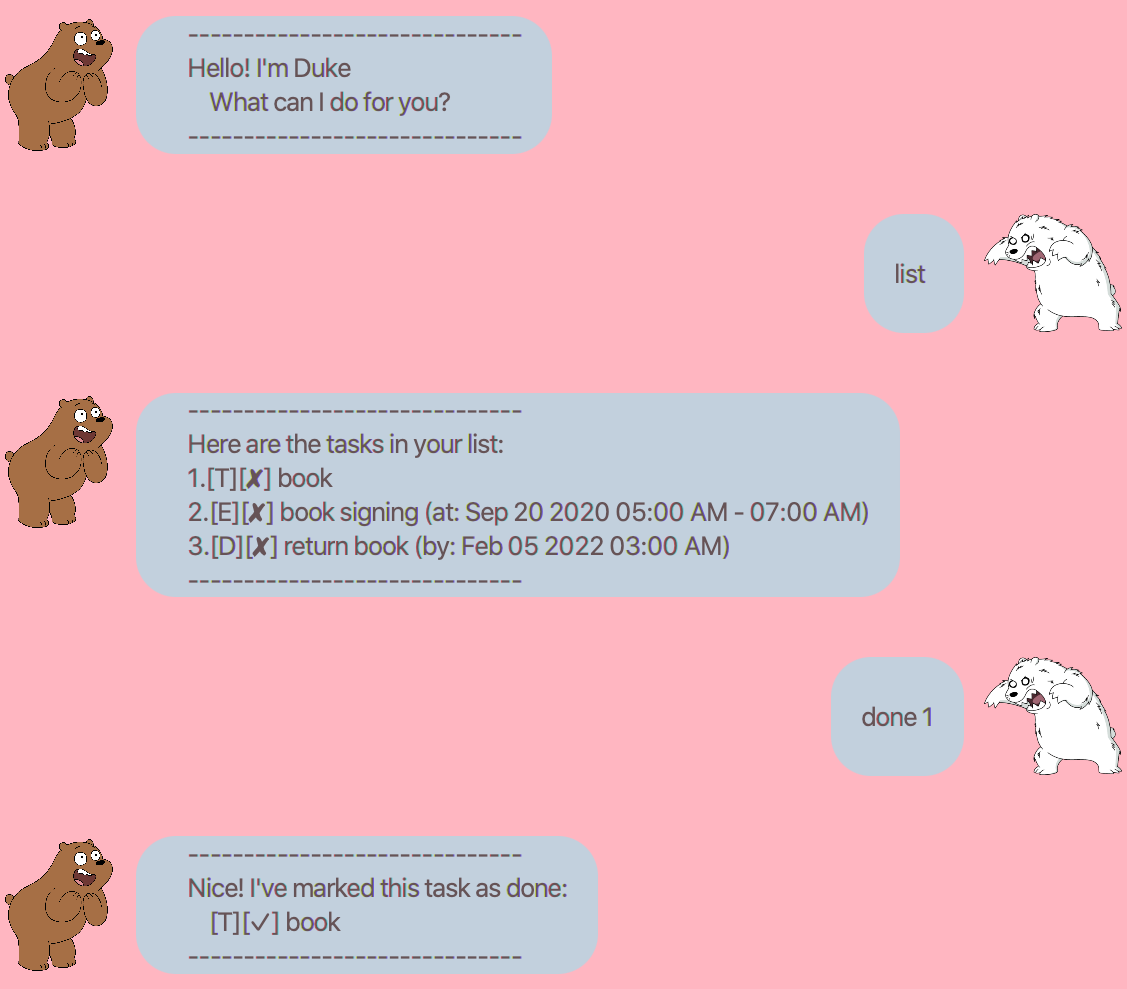 ------------------------------
Hello! I'm Duke
What can I do for you?
------------------------------
list
------------------------------
Here are the tasks in your list:
1.[T][✘] book
2.[E][✘] book signing (at: Sep 20 2020 05:00 AM - 07:00 AM)
3.[D][✘] return book (by: Feb 05 2022 03:00 AM)
------------------------------
done 1
------------------------------
Nice! I've marked this task as done:
[T][✓] book
------------------------------